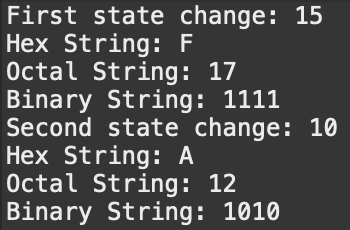 First state change: 15
Hex String: F
Octal String: 17
Binary String: 1111
Second state change: 10
Hex String: A
Octal String: 12
Binary String: 1010